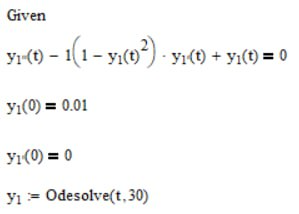 Given
y₁''(t) − 1(1 − y₁(t)²) · y₁'(t) + y₁(t) = 0
y₁(0) = 0.01
y₁'(0) = 0
y₁ := Odesolve(t,30)